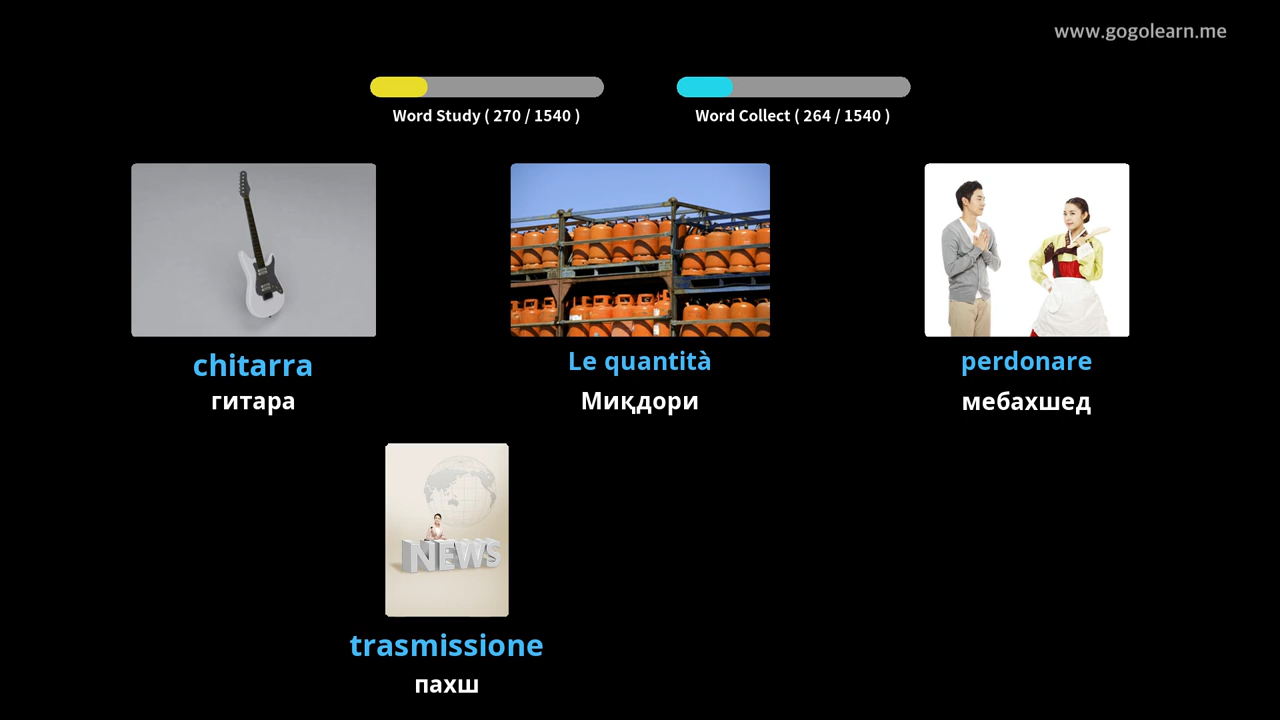 www.gogolearn.me
Word Study ( 270 / 1540 )
Word Collect ( 264 / 1540 )
chitarra
гитара
Le quantità
Миқдори
perdonare
мебахшед
NEWS
trasmissione
пахш